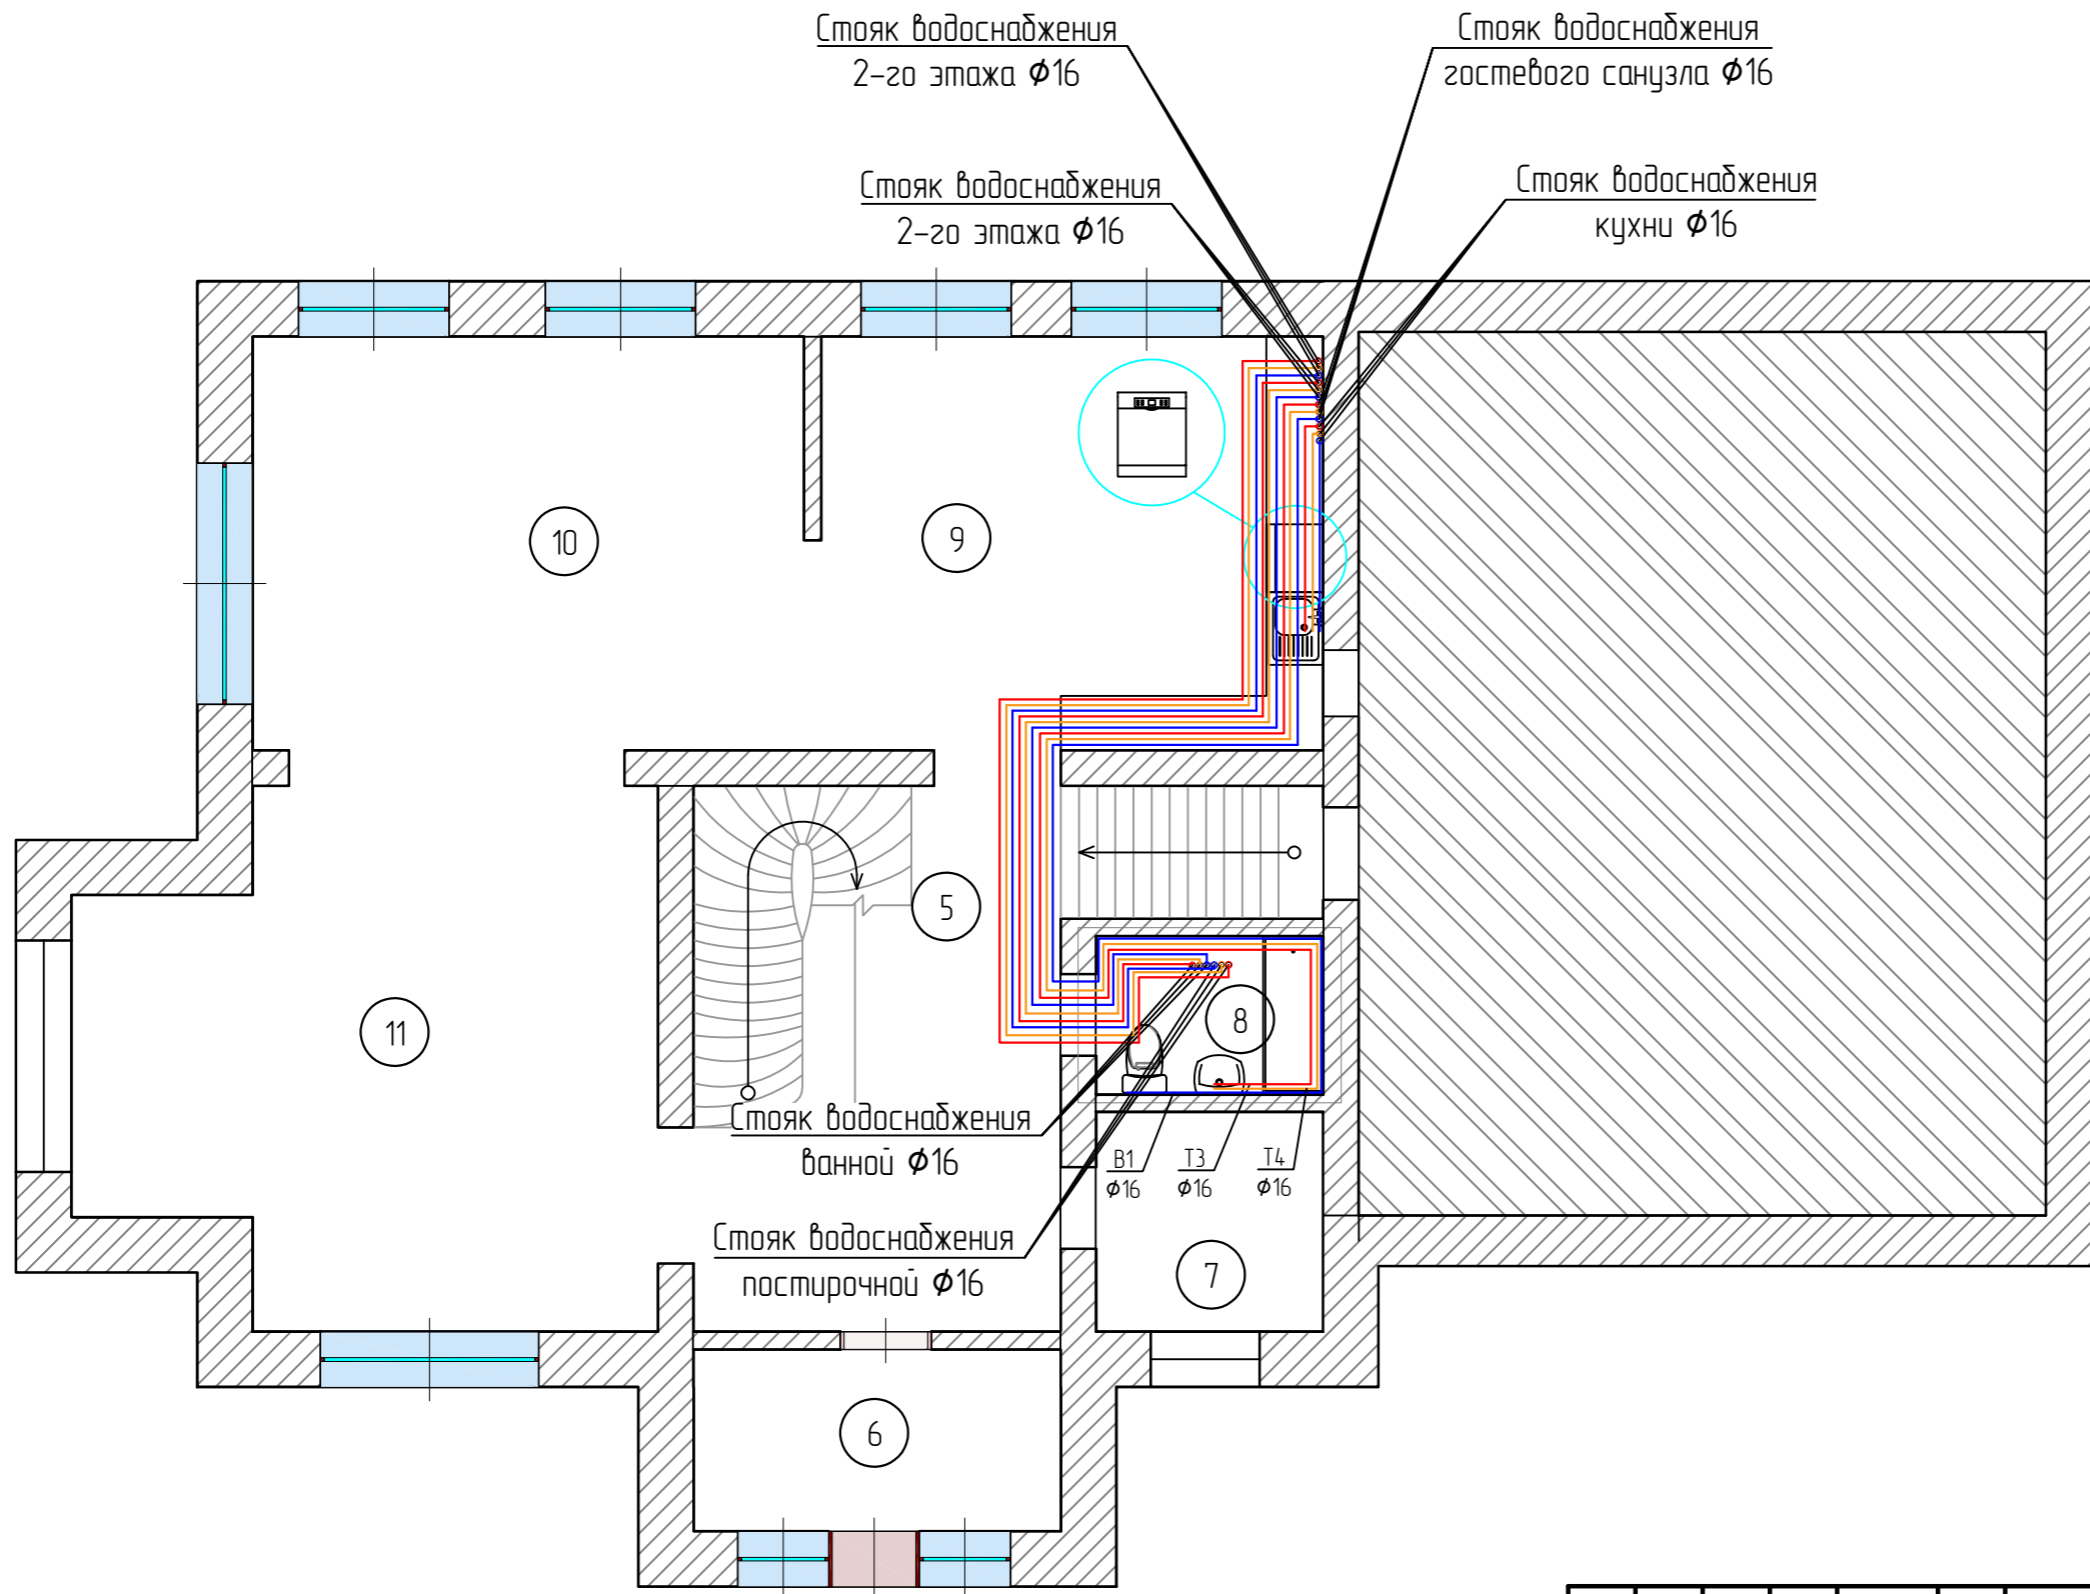 Стояк водоснабжения
2-го этажа Ф16
Стояк водоснабжения
гостевого санузла Ф16
Стояк водоснабжения
2-го этажа Ф16
Стояк водоснабжения
кухни Ф16
10
9
5
11
8
Стояк водоснабжения
ванной Ф16
В1
Ф16
Т3
Ф16
Т4
Ф16
Стояк водоснабжения
постирочной Ф16
7
6